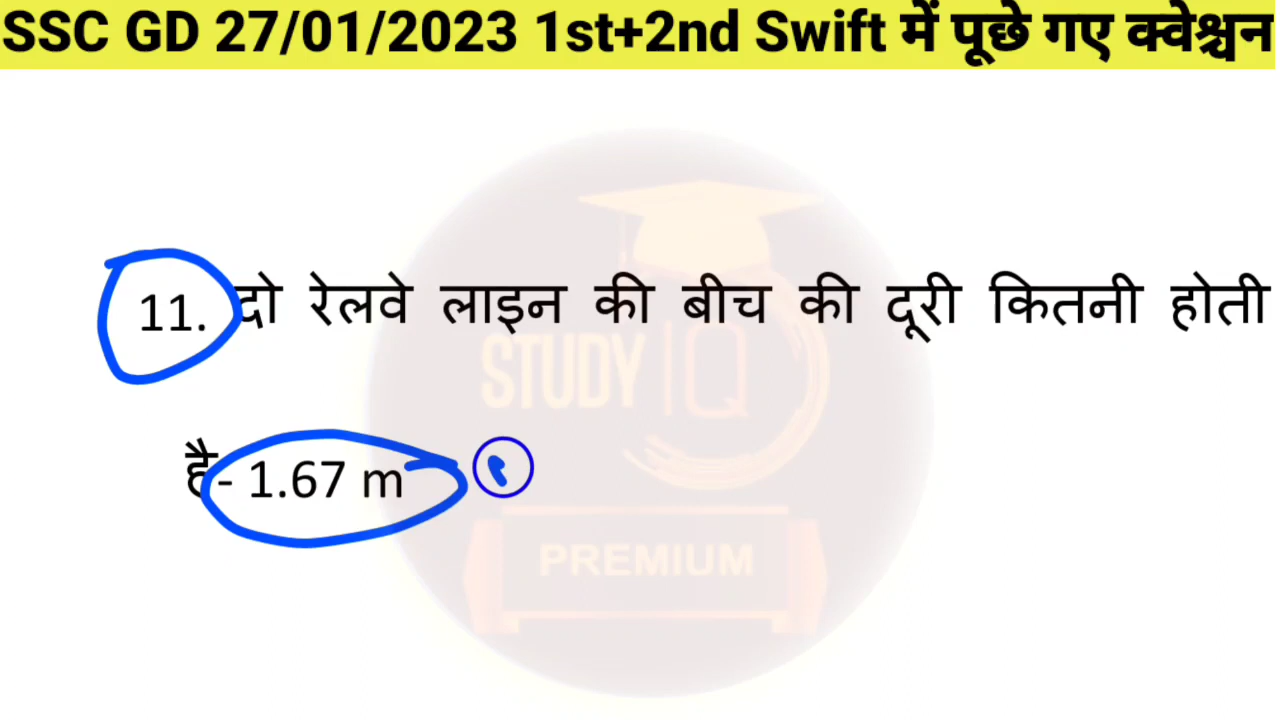 SSC GD 27/01/2023 1st+2nd Swift में पूछे गए क्वेश्चन
11. दो रेलवे लाइन की बीच की दूरी कितनी होती
है- 1.67 m
STUDY IQ
PREMIUM